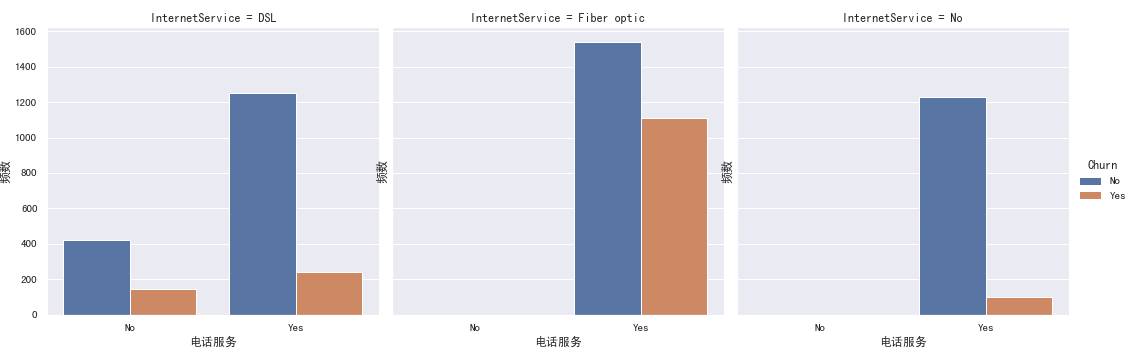 InternetService = DSL
InternetService = Fiber optic
InternetService = No
1600
1400
1200
1000
800
600
400
200
0
频数
频数
频数
No
Yes
No
Yes
No
Yes
电话服务
电话服务
电话服务
Churn
No
Yes